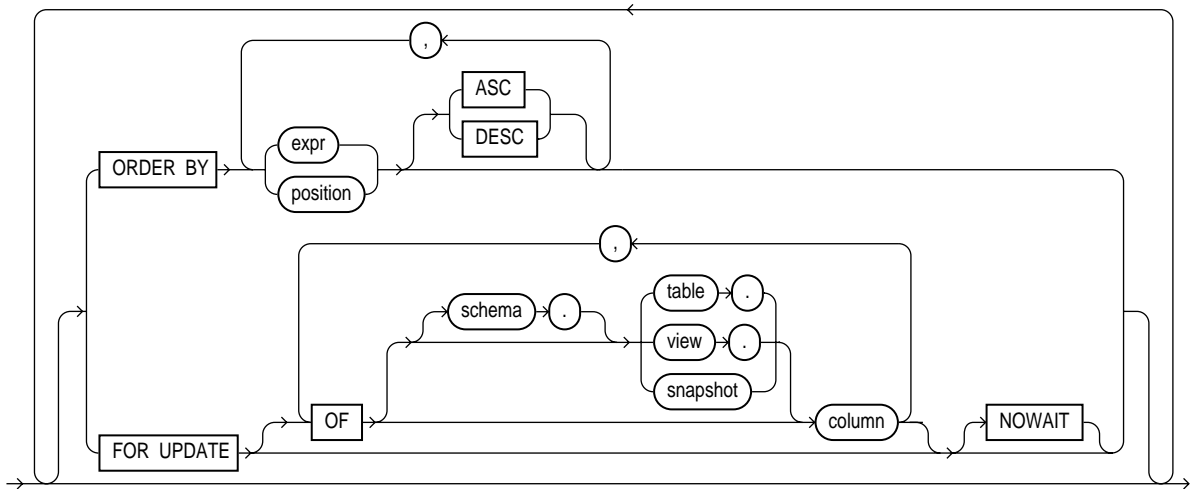 ,
ASC
DESC
expr
ORDER BY
position
,
table .
schema .
view .
snapshot
OF
column
NOWAIT
FOR UPDATE